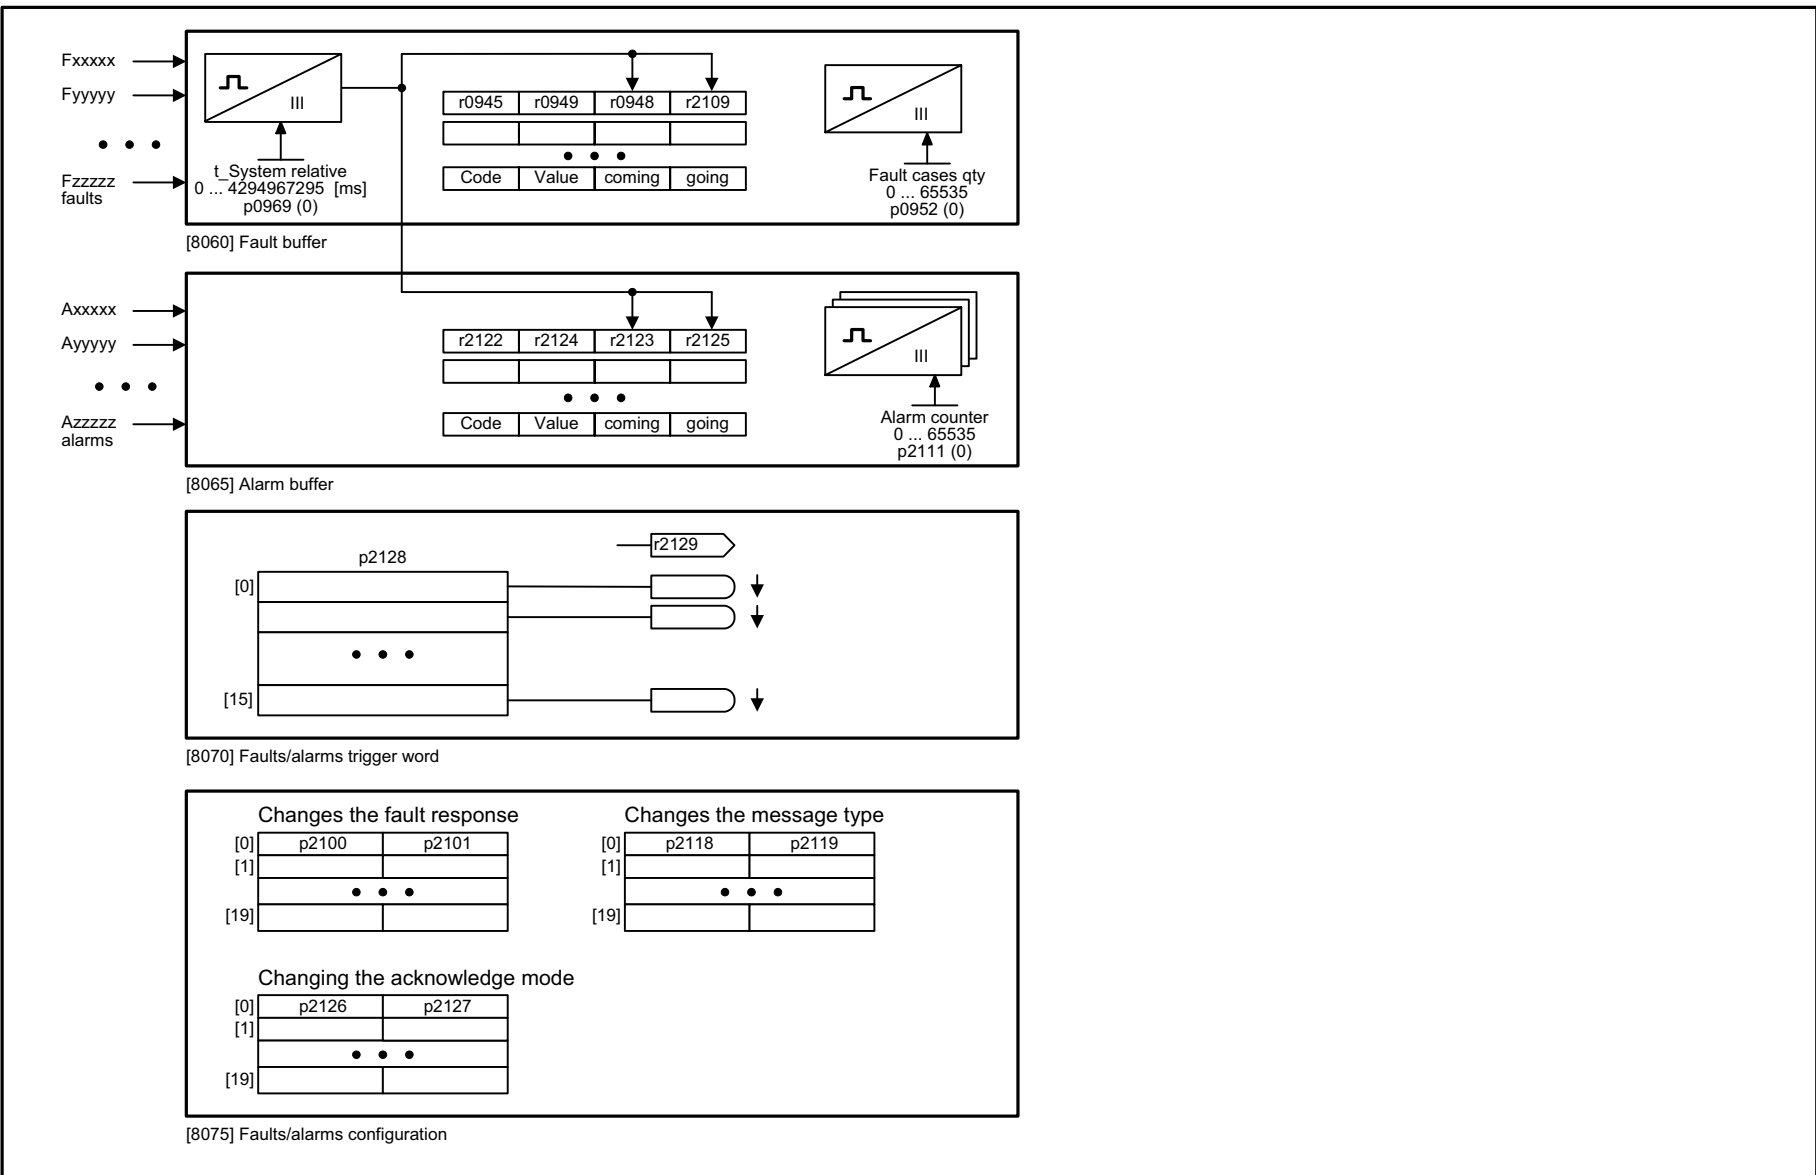 Fxxxxx
Fyyyyy
Fzzzzz
faults
III
t_System relative
0 ... 4294967295 [ms]
p0969 (0)
r0945 r0949 r0948 r2109
Code Value coming going
III
Fault cases qty
0 ... 65535
p0952 (0)
[8060] Fault buffer
Axxxxx
Ayyyyy
Azzzzz
alarms
r2122 r2124 r2123 r2125
Code Value coming going
III
Alarm counter
0 ... 65535
p2111 (0)
[8065] Alarm buffer
p2128
r2129
[0]
[15]
[8070] Faults/alarms trigger word
Changes the fault response
[0] p2100 p2101
[1]
[19]
Changes the message type
[0] p2118 p2119
[1]
[19]
Changing the acknowledge mode
[0] p2126 p2127
[1]
[19]
[8075] Faults/alarms configuration